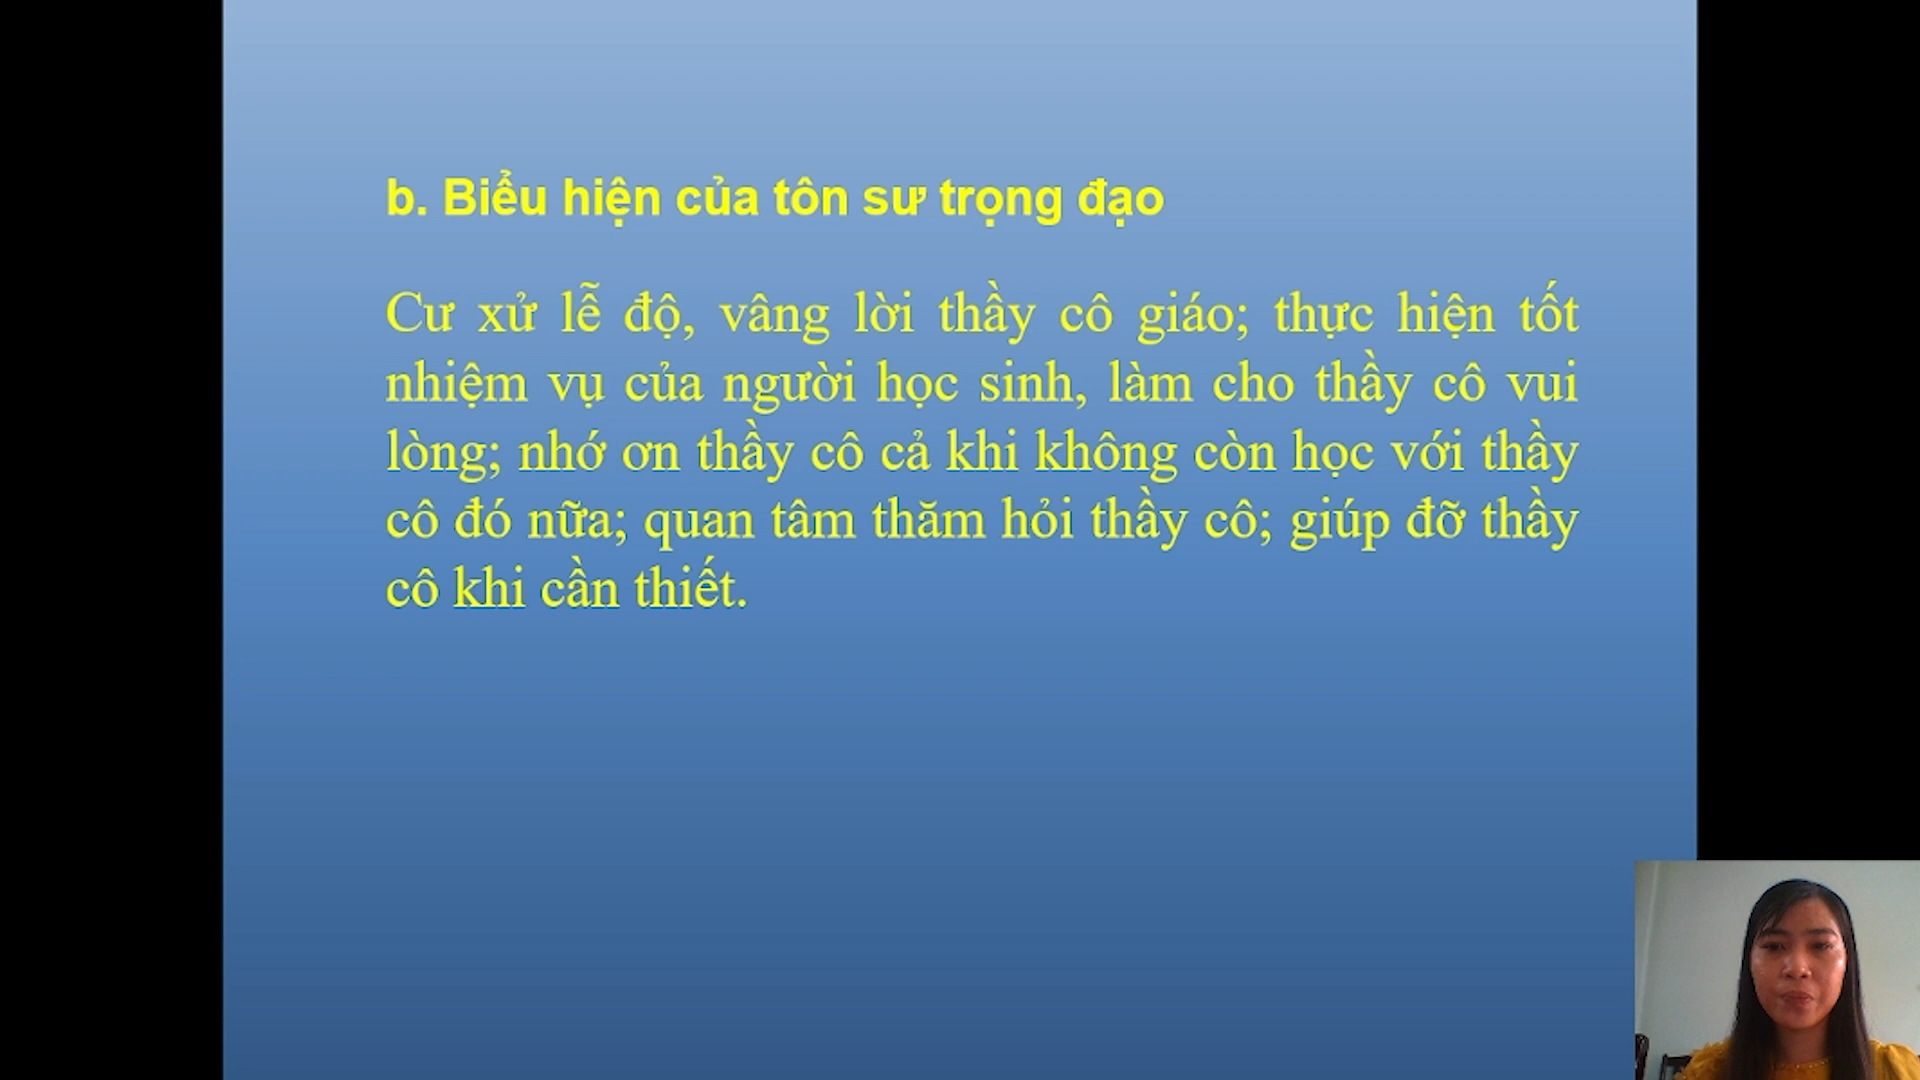 b. Biểu hiện của tôn sư trọng đạo
Cư xử lễ độ, vâng lời thầy cô giáo; thực hiện tốt
nhiệm vụ của người học sinh, làm cho thầy cô vui
lòng; nhớ ơn thầy cô cả khi không còn học với thầy
cô đó nữa; quan tâm thăm hỏi thầy cô; giúp đỡ thầy
cô khi cần thiết.